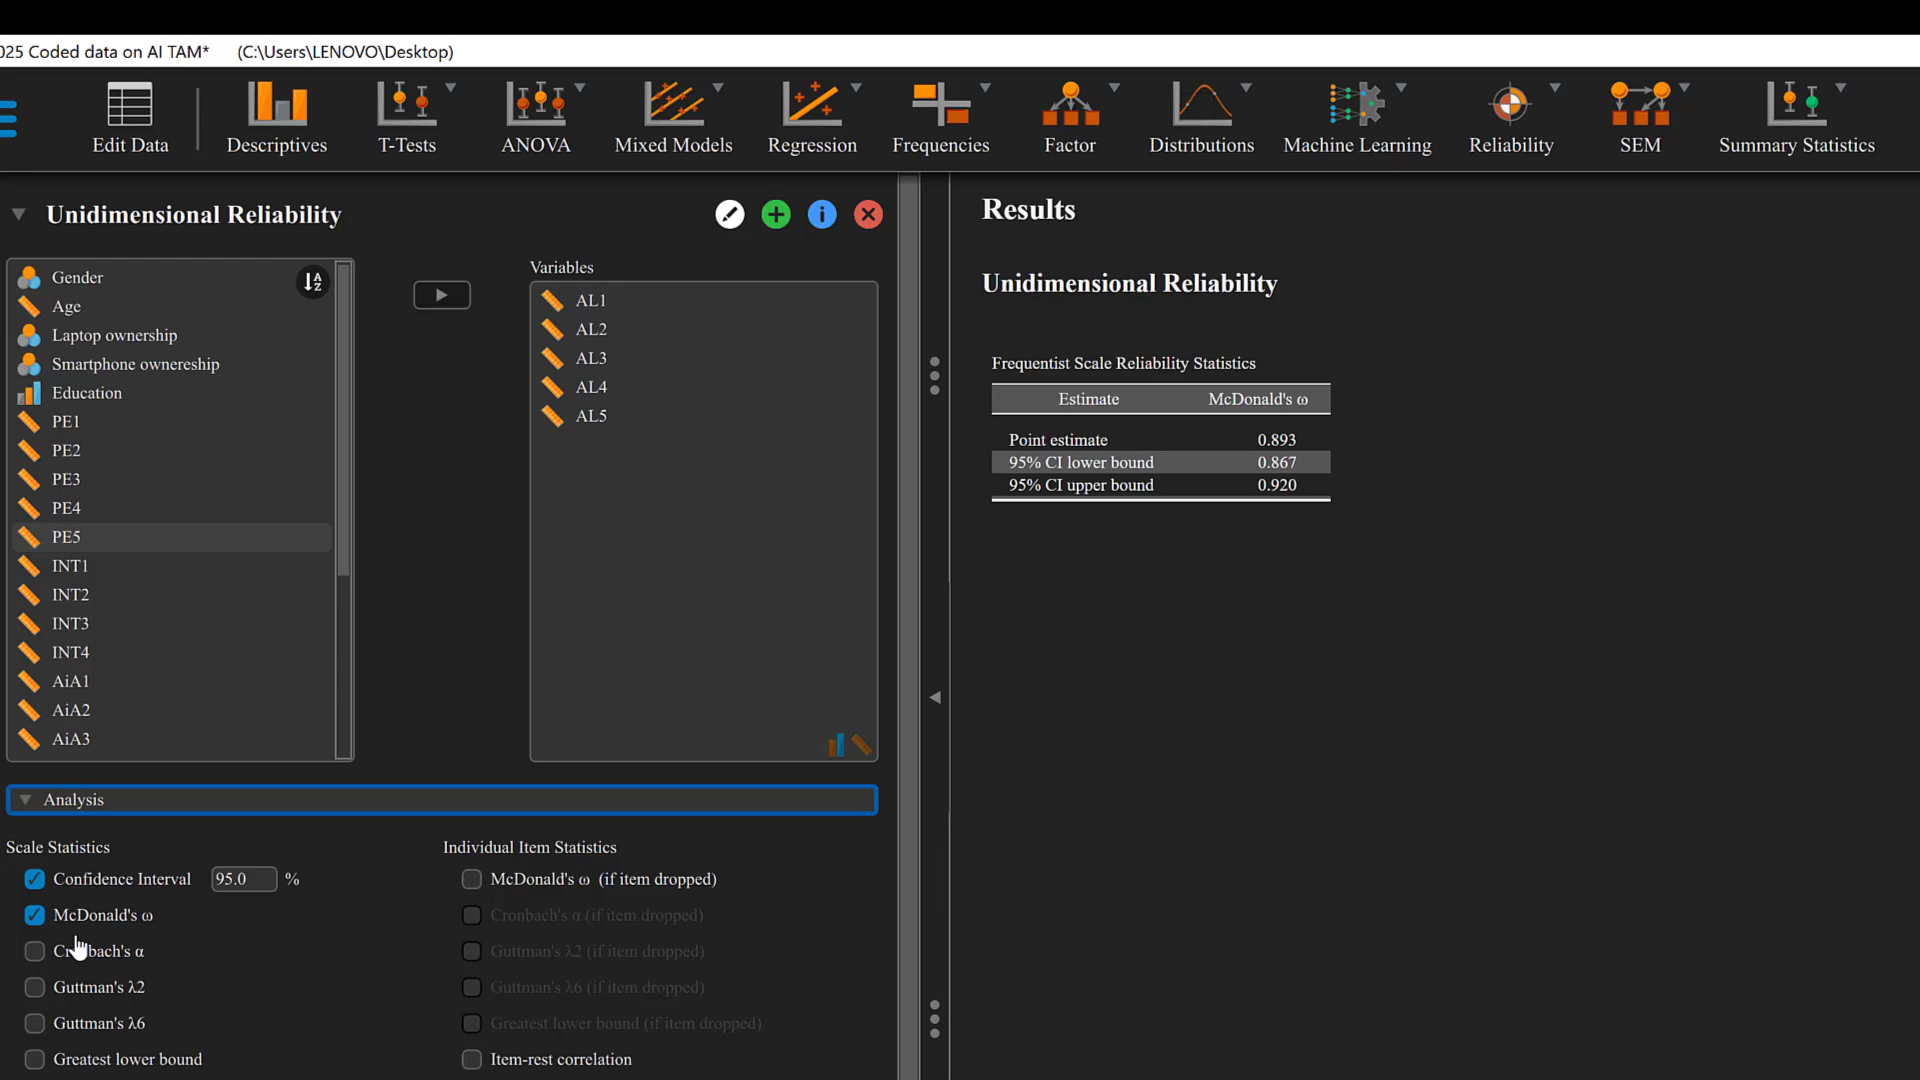 025 Coded data on AI TAM* (C:\Users\LENOVO\Desktop)
Edit Data
Descriptives
T-Tests
ANOVA
Mixed Models
Regression
Frequencies
Factor
Distributions
Machine Learning
Reliability
SEM
Summary Statistics
Unidimensional Reliability
Gender
Age
Laptop ownership
Smartphone ownereship
Education
PE1
PE2
PE3
PE4
PE5
INT1
INT2
INT3
INT4
AiA1
AiA2
AiA3
Variables
AL1
AL2
AL3
AL4
AL5
Analysis
Scale Statistics
Confidence Interval 95.0 %
McDonald's ω
Cronbach's α
Guttman's λ2
Guttman's λ6
Greatest lower bound
Individual Item Statistics
McDonald's ω (if item dropped)
Cronbach's α (if item dropped)
Guttman's λ2 (if item dropped)
Guttman's λ6 (if item dropped)
Greatest lower bound (if item dropped)
Item-rest correlation
Results
Unidimensional Reliability
Frequentist Scale Reliability Statistics
Estimate McDonald's ω
Point estimate 0.893
95% CI lower bound 0.867
95% CI upper bound 0.920